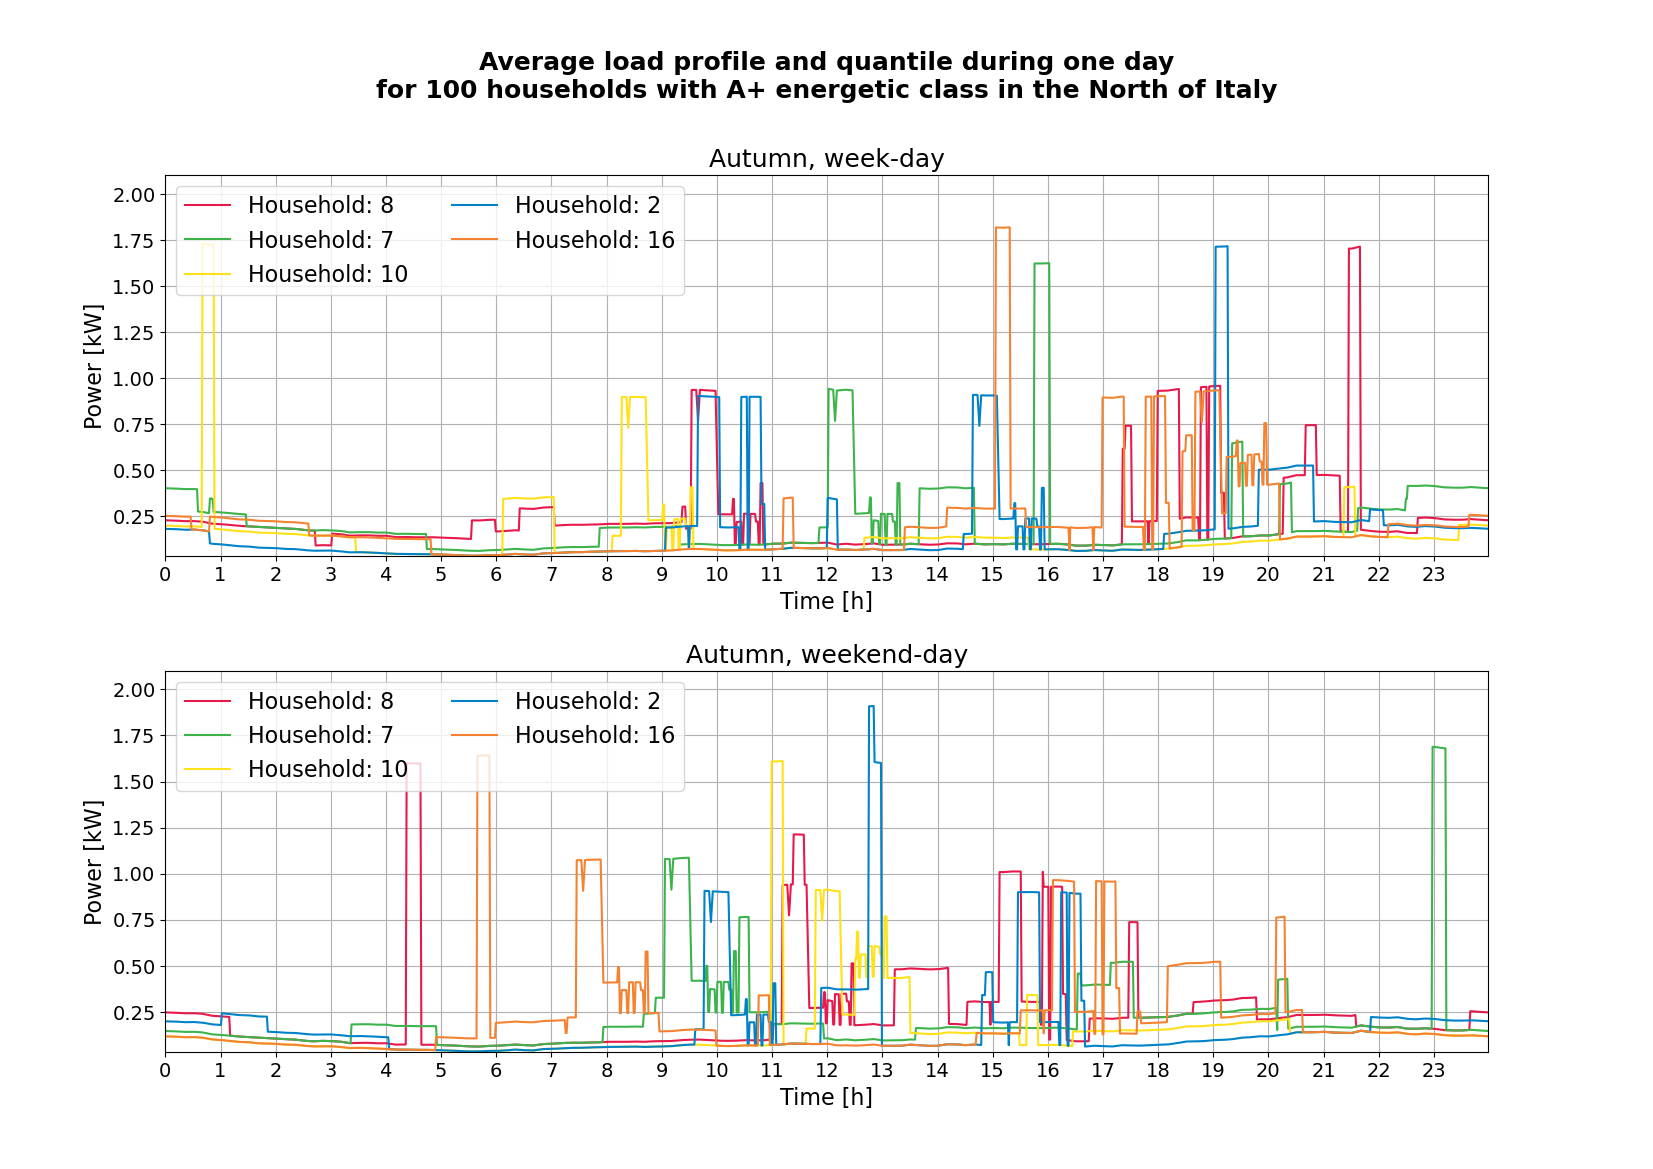 Average load profile and quantile during one day
for 100 households with A+ energetic class in the North of Italy
Autumn, week-day
Household: 8
Household: 7
Household: 10
Household: 2
Household: 16
2.00
1.75
1.50
1.25
1.00
0.75
0.50
0.25
Power [kW]
0 1 2 3 4 5 6 7 8 9 10 11 12 13 14 15 16 17 18 19 20 21 22 23
Time [h]
Autumn, weekend-day
Household: 8
Household: 7
Household: 10
Household: 2
Household: 16
2.00
1.75
1.50
1.25
1.00
0.75
0.50
0.25
Power [kW]
0 1 2 3 4 5 6 7 8 9 10 11 12 13 14 15 16 17 18 19 20 21 22 23
Time [h]